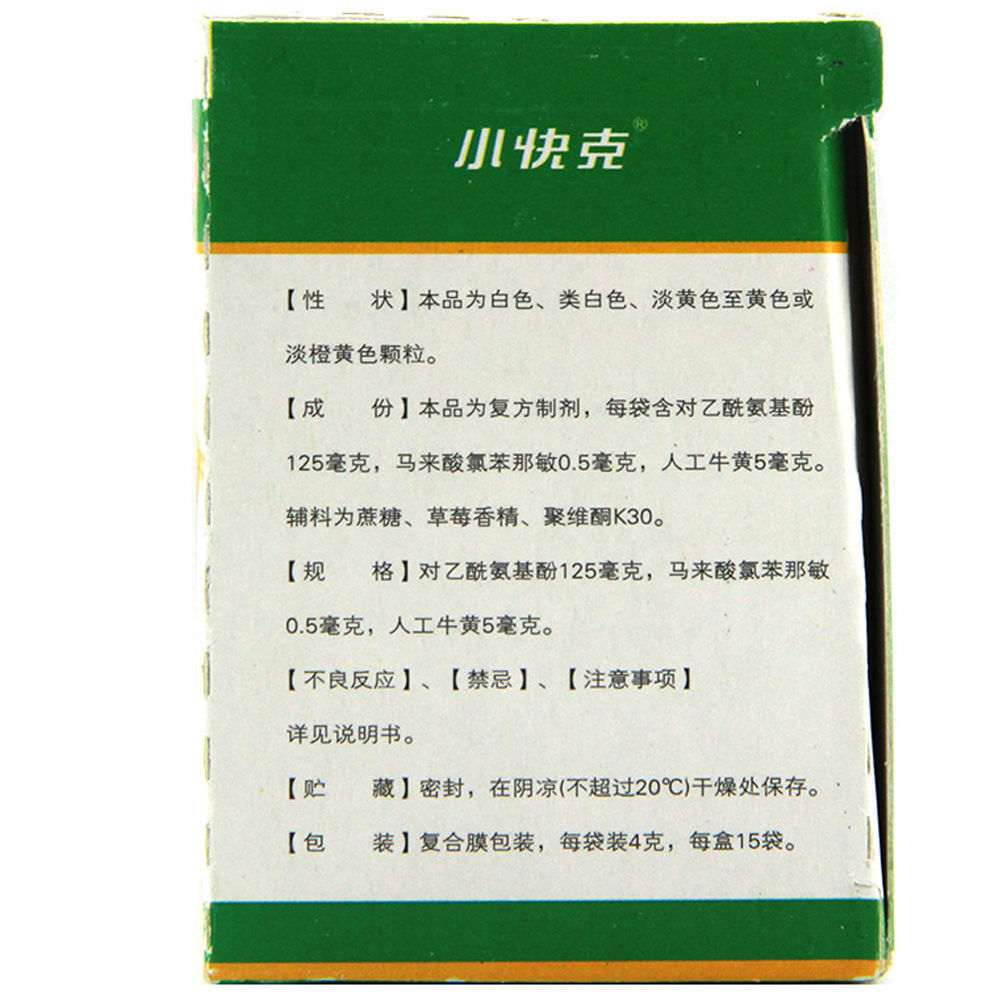 小快克®
【性 状】本品为白色、类白色、淡黄色至黄色或
淡橙黄色颗粒。
【成 份】本品为复方制剂，每袋含对乙酰氨基酚
125毫克，马来酸氯苯那敏0.5毫克，人工牛黄5毫克。
辅料为蔗糖、草莓香精、聚维酮K30。
【规 格】对乙酰氨基酚125毫克，马来酸氯苯那敏
0.5毫克，人工牛黄5毫克。
【不良反应】、【禁忌】、【注意事项】
详见说明书。
【贮 藏】密封，在阴凉(不超过20℃)干燥处保存。
【包 装】复合膜包装，每袋装4克，每盒15袋。